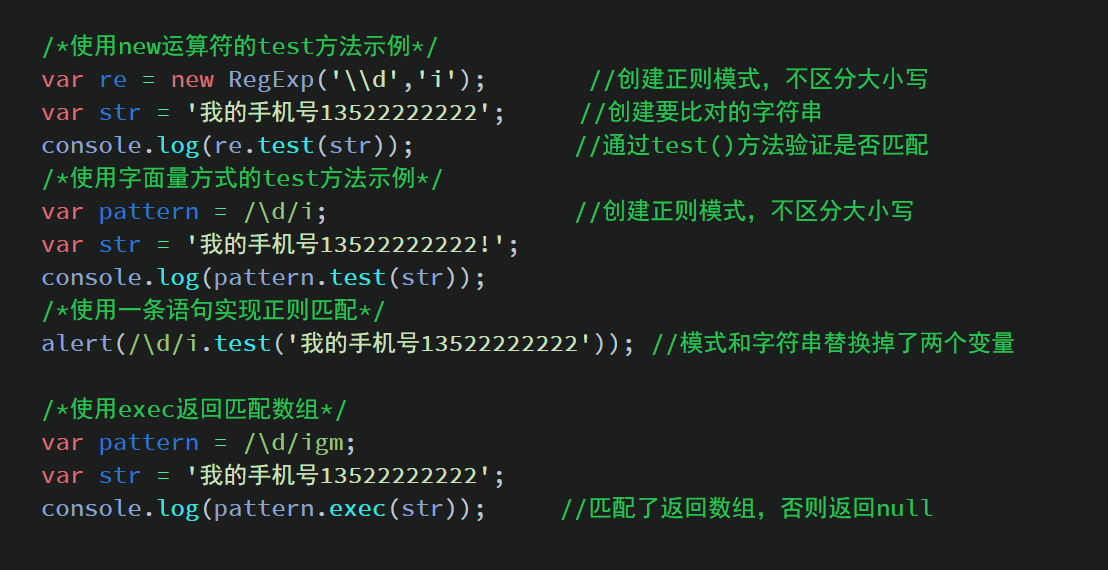 /*使用new运算符的test方法示例*/
var re = new RegExp('\\d','i');       //创建正则模式，不区分大小写
var str = '我的手机号13522222222';     //创建要比对的字符串
console.log(re.test(str));           //通过test()方法验证是否匹配
/*使用字面量方式的test方法示例*/
var pattern = /\d/i;                 //创建正则模式，不区分大小写
var str = '我的手机号13522222222!';
console.log(pattern.test(str));
/*使用一条语句实现正则匹配*/
alert(/\d/i.test('我的手机号13522222222')); //模式和字符串替换掉了两个变量
/*使用exec返回匹配数组*/
var pattern = /\d/igm;
var str = '我的手机号13522222222';
console.log(pattern.exec(str));     //匹配了返回数组，否则返回null